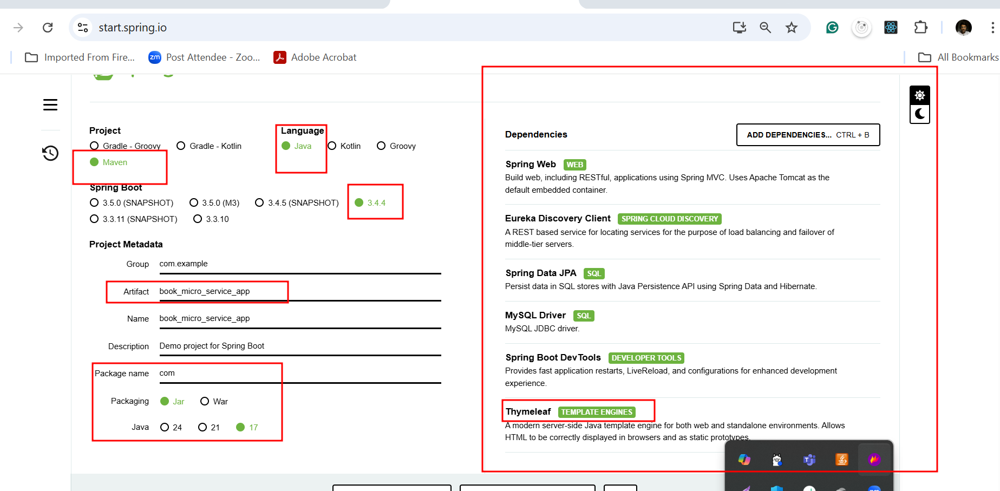 start.spring.io
Imported From Fire...
Post Attendee - Zoo...
Adobe Acrobat
All Bookmarks
Project
Gradle - Groovy
Gradle - Kotlin
Maven
Language
Java
Kotlin
Groovy
Spring Boot
3.5.0 (SNAPSHOT)
3.5.0 (M3)
3.4.5 (SNAPSHOT)
3.4.4
3.3.11 (SNAPSHOT)
3.3.10
Project Metadata
Group com.example
Artifact book_micro_service_app
Name book_micro_service_app
Description Demo project for Spring Boot
Package name com
Packaging Jar War
Java 24 21 17
Dependencies
ADD DEPENDENCIES... CTRL + B
Spring Web WEB
Build web, including RESTful, applications using Spring MVC. Uses Apache Tomcat as the
default embedded container.
Eureka Discovery Client SPRING CLOUD DISCOVERY
A REST based service for locating services for the purpose of load balancing and failover of
middle-tier servers.
Spring Data JPA SQL
Persist data in SQL stores with Java Persistence API using Spring Data and Hibernate.
MySQL Driver SQL
MySQL JDBC driver.
Spring Boot DevTools DEVELOPER TOOLS
Provides fast application restarts, LiveReload, and configurations for enhanced development
experience.
Thymeleaf TEMPLATE ENGINES
A modern server-side Java template engine for both web and standalone environments. Allows
HTML to be correctly displayed in browsers and as static prototypes.